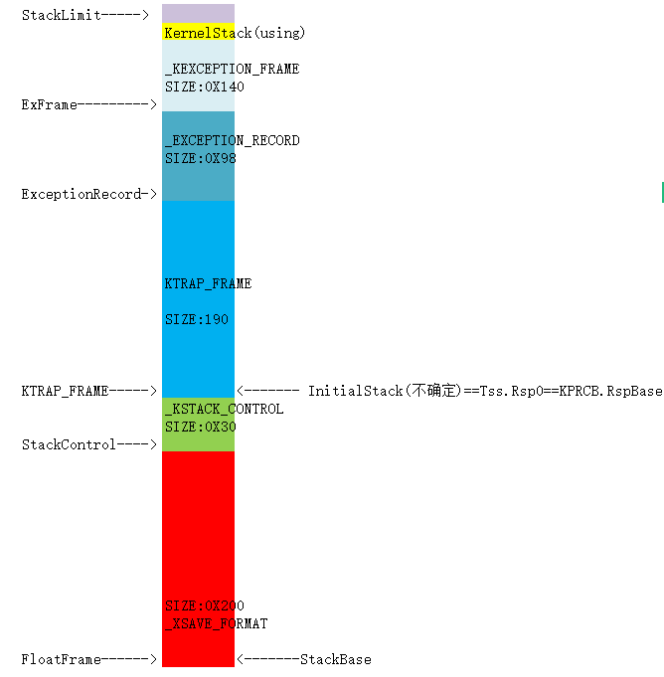 StackLimit----->
KernelStack(using)
_KEXCEPTION_FRAME
SIZE:0X140
ExFrame--------->
_EXCEPTION_RECORD
SIZE:0X98
ExceptionRecord->
KTRAP_FRAME
SIZE:190
KTRAP_FRAME-----> <------- InitialStack(不确定)==Tss.Rsp0==KPRCB.RspBase
_KSTACK_CONTROL
SIZE:0X30
StackControl---->
SIZE:0X200
_XSAVE_FORMAT
FloatFrame------> <-------StackBase